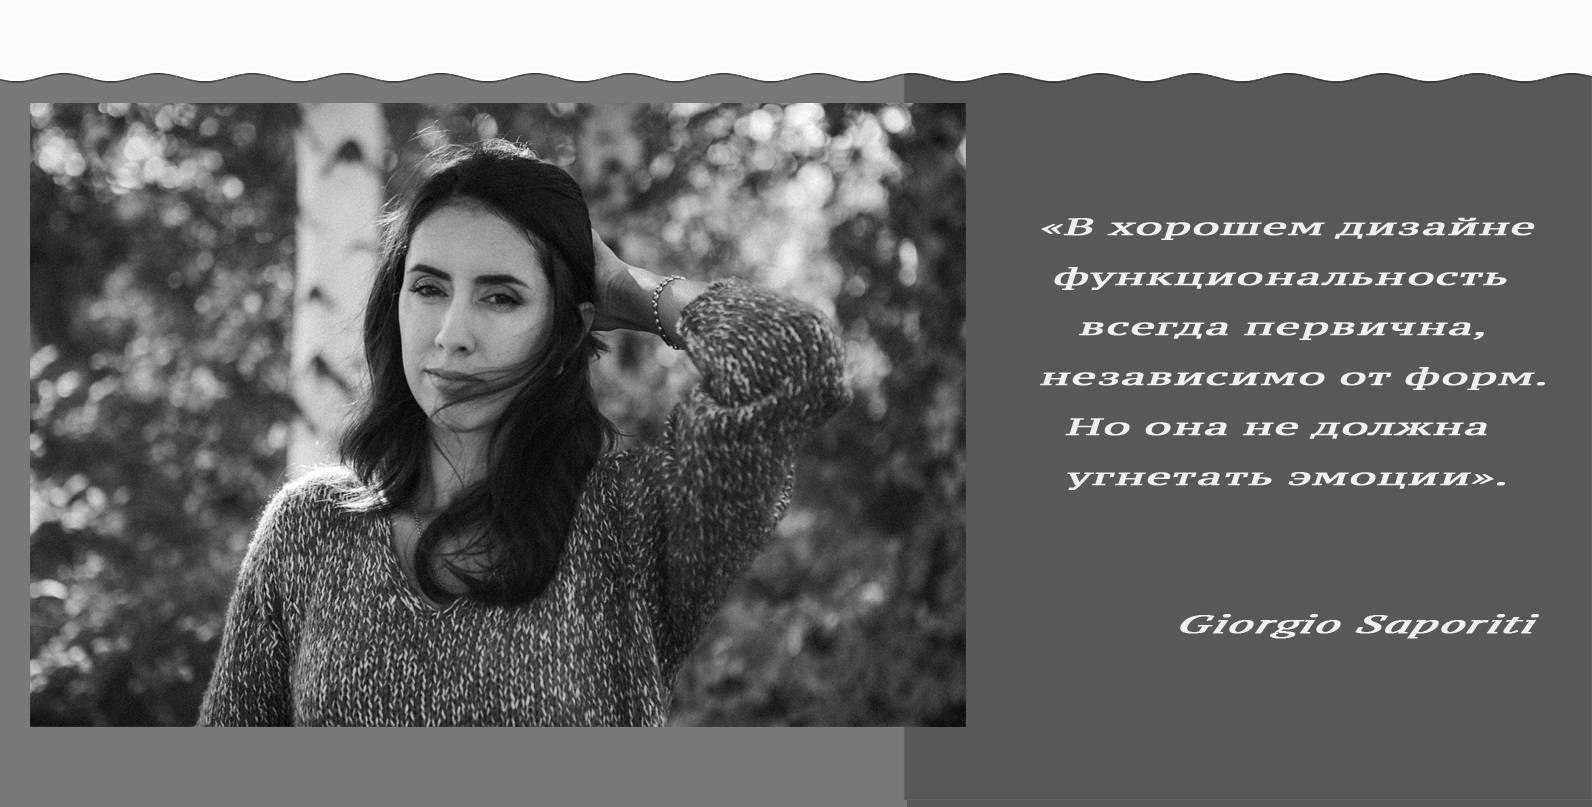 «В хорошем дизайне
функциональность
всегда первична,
независимо от форм.
Но она не должна
угнетать эмоции».
Giorgio Saporiti